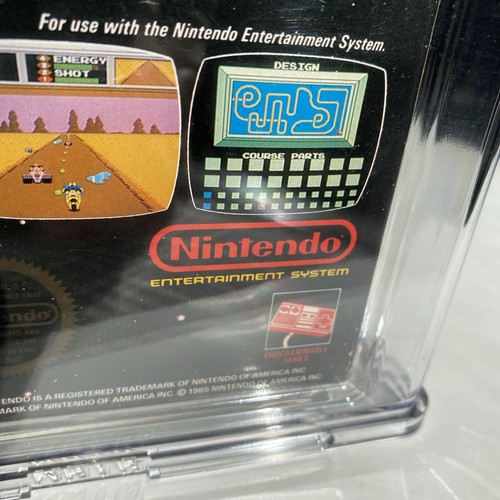 For use with the Nintendo Entertainment System.
ENERGY
SHOT
DESIGN
COURSE PARTS
Nintendo
ENTERTAINMENT SYSTEM
PROGRAMMABLE
SERIES
ENDO IS A REGISTERED TRADEMARK OF NINTENDO OF AMERICA INC
MARK OF NINTENDO OF AMERICA INC © 1985 NINTENDO OF AMERICA INC